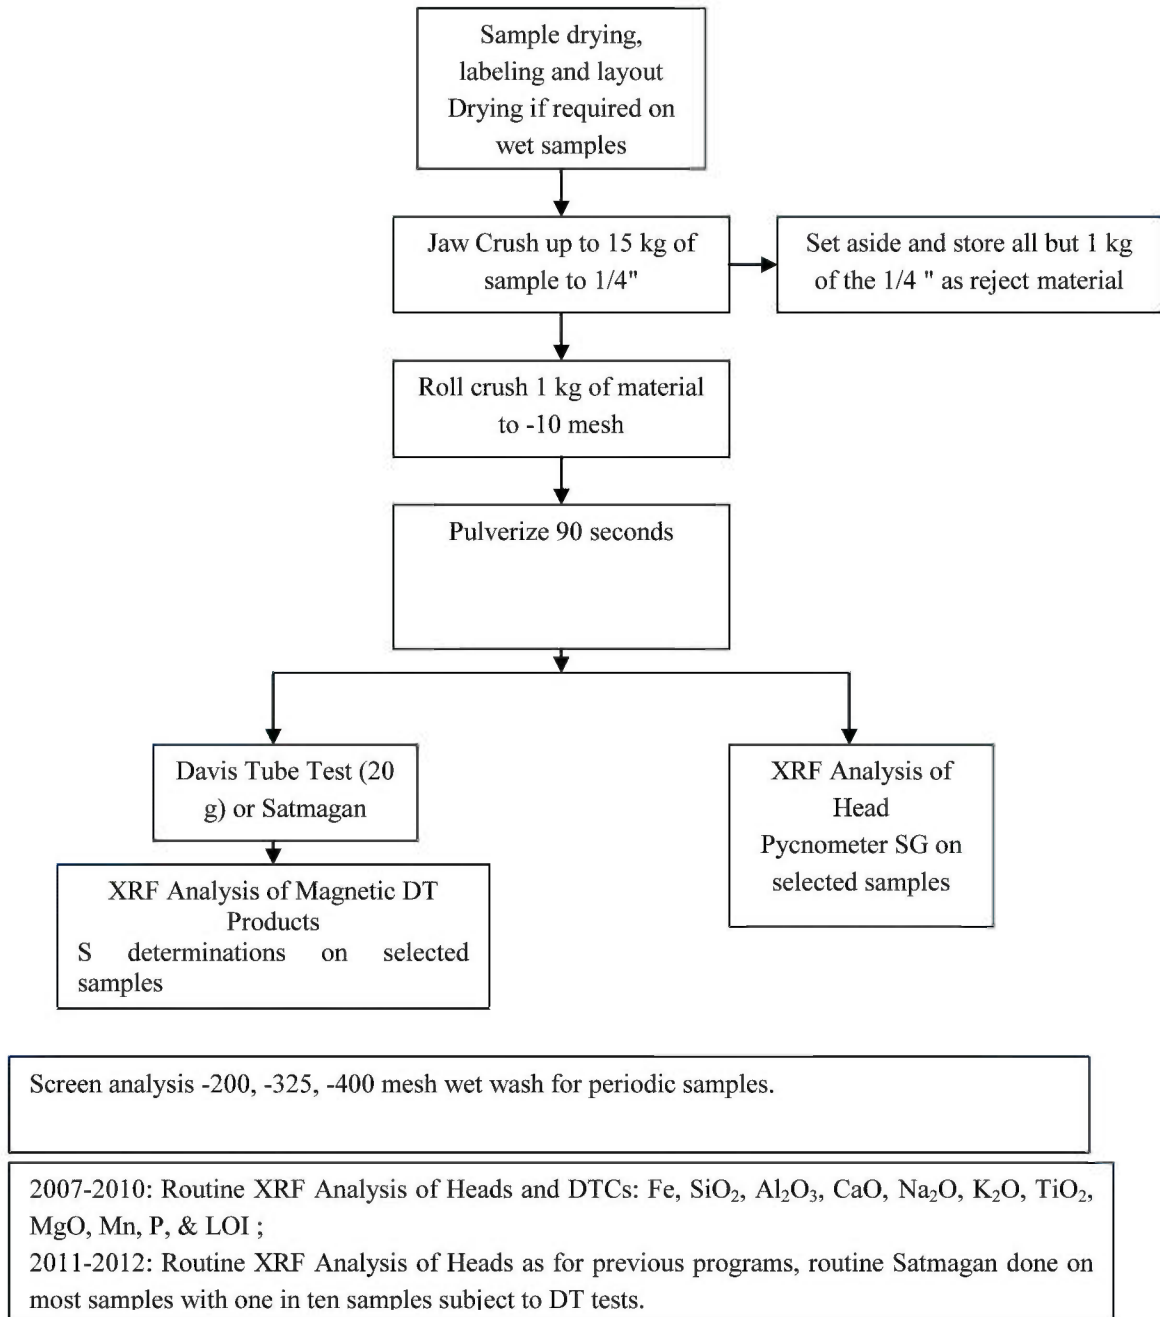 Sample drying,
labeling and layout
Drying if required on
wet samples
Jaw Crush up to 15 kg of
sample to 1/4"
Set aside and store all but 1 kg
of the 1/4 " as reject material
Roll crush 1 kg of material
to -10 mesh
Pulverize 90 seconds
Davis Tube Test (20
g) or Satmagan
XRF Analysis of
Head
Pycnometer SG on
selected samples
XRF Analysis of Magnetic DT
Products
S determinations on selected
samples
Screen analysis -200, -325, -400 mesh wet wash for periodic samples.
2007-2010: Routine XRF Analysis of Heads and DTCs: Fe, SiO₂, Al₂O₃, CaO, Na₂O, K₂O, TiO₂,
MgO, Mn, P, & LOI ;
2011-2012: Routine XRF Analysis of Heads as for previous programs, routine Satmagan done on
most samples with one in ten samples subject to DT tests.